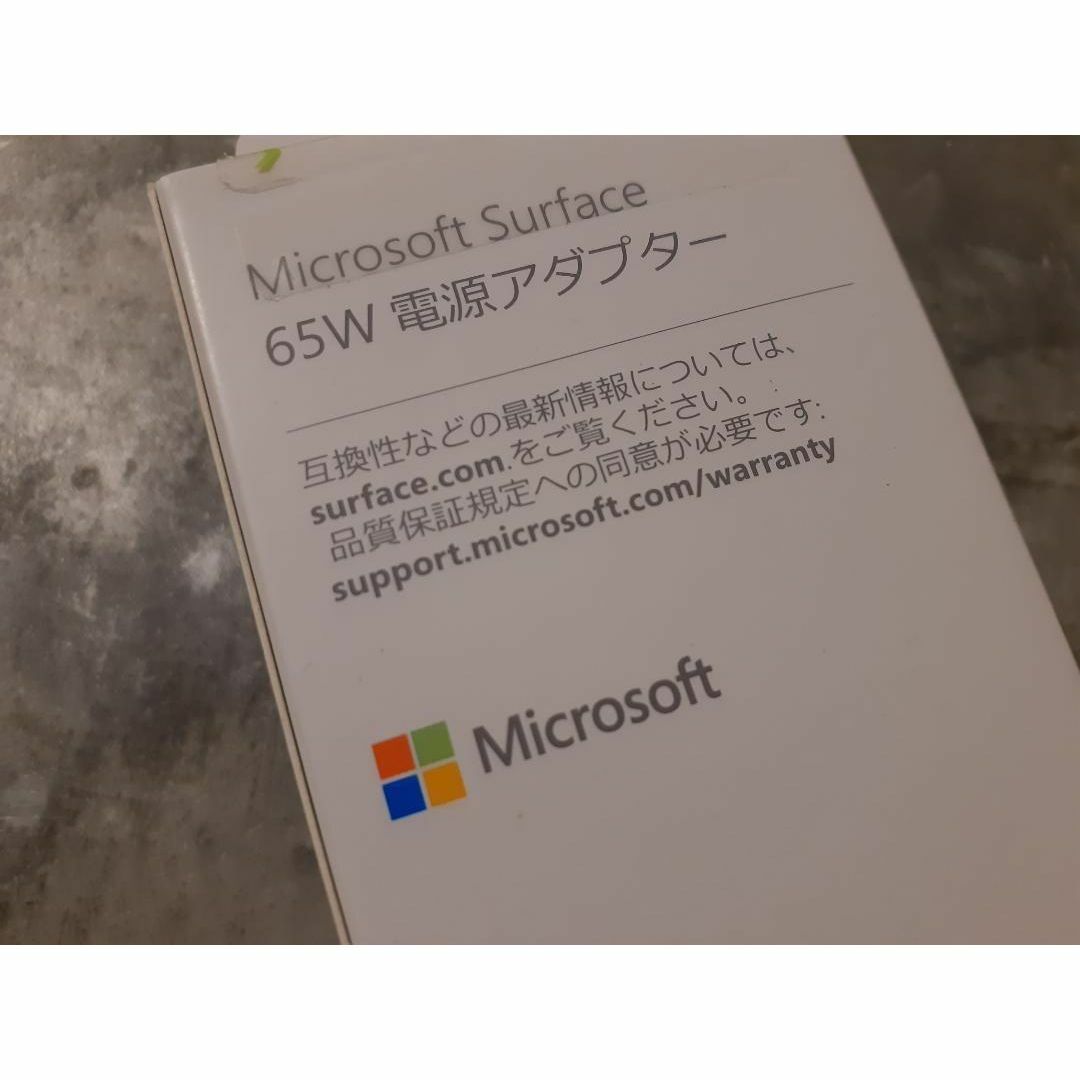 Microsoft Surface
65W 電源アダプター
互換性などの最新情報については、
surface.com.をご覧ください。
品質保証規定への同意が必要です:
support.microsoft.com/warranty
Microsoft